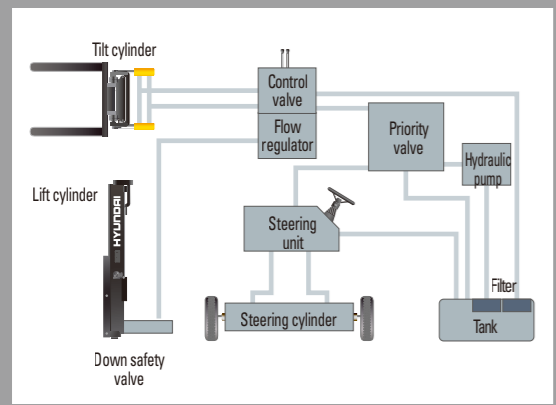 Tilt cylinder
Control
valve
Flow
regulator
Priority
valve
Hydraulic
pump
Lift cylinder
HYUNDAI
Steering
unit
Filter
Steering cylinder
Tank
Down safety
valve